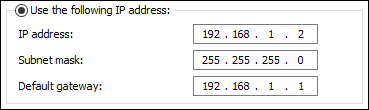 Use the following IP address:
IP address: 192 . 168 . 1 . 2
Subnet mask: 255 . 255 . 255 . 0
Default gateway: 192 . 168 . 1 . 1